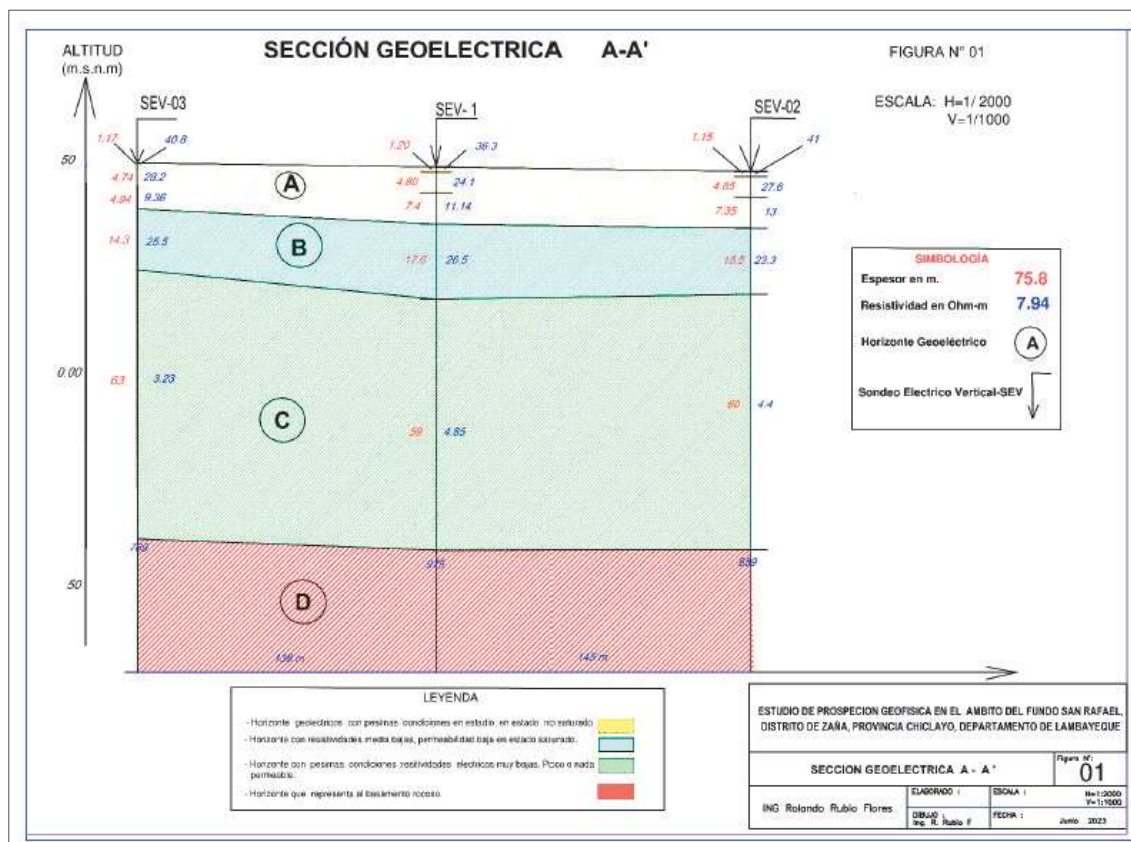 SECCIÓN GEOELECTRICA A-A'
FIGURA N° 01
ESCALA: H=1/ 2000
V=1/1000
ALTITUD
(m.s.n.m)
SEV-03
SEV- 1
SEV-02
1.17
40.8
1.20
36.3
1.15
41
50
4.74
28.2
A
4.80
24.1
4.85
27.6
4.94
9.36
7.4
11.14
7.35
13
14.3
25.5
B
17.6
26.5
15.5
23.3
0.00
63
3.23
C
59
4.85
60
4.4
50
D
138 m
145 m
SIMBOLOGÍA
Espesor en m. 75.8
Resistividad en Ohm-m 7.94
Horizonte Geoeléctrico A
Sondeo Electrico Vertical-SEV
LEYENDA
- Horizonte geoelectricos con pesimas condiciones en estadio, en estado no saturado
- Horizonte con resistividades media bajas, permeabilidad baja en estado saturado.
- Horizonte con pesimas condiciones resitividades electricas muy bajas. Poco o nada
permeable.
- Horizonte que representa al basamento rocoso.
ESTUDIO DE PROSPECION GEOFISICA EN EL AMBITO DEL FUNDO SAN RAFAEL,
DISTRITO DE ZAÑA, PROVINCIA CHICLAYO, DEPARTAMENTO DE LAMBAYEQUE
SECCION GEOELECTRICA A - A '
Figura N°:
01
ING Rolando Rubio Flores
ELABORADO :
ESCALA :
H=1:2000
V=1:1000
DIBUJO :
Ing. R. Rubio F
FECHA :
Junio 2023